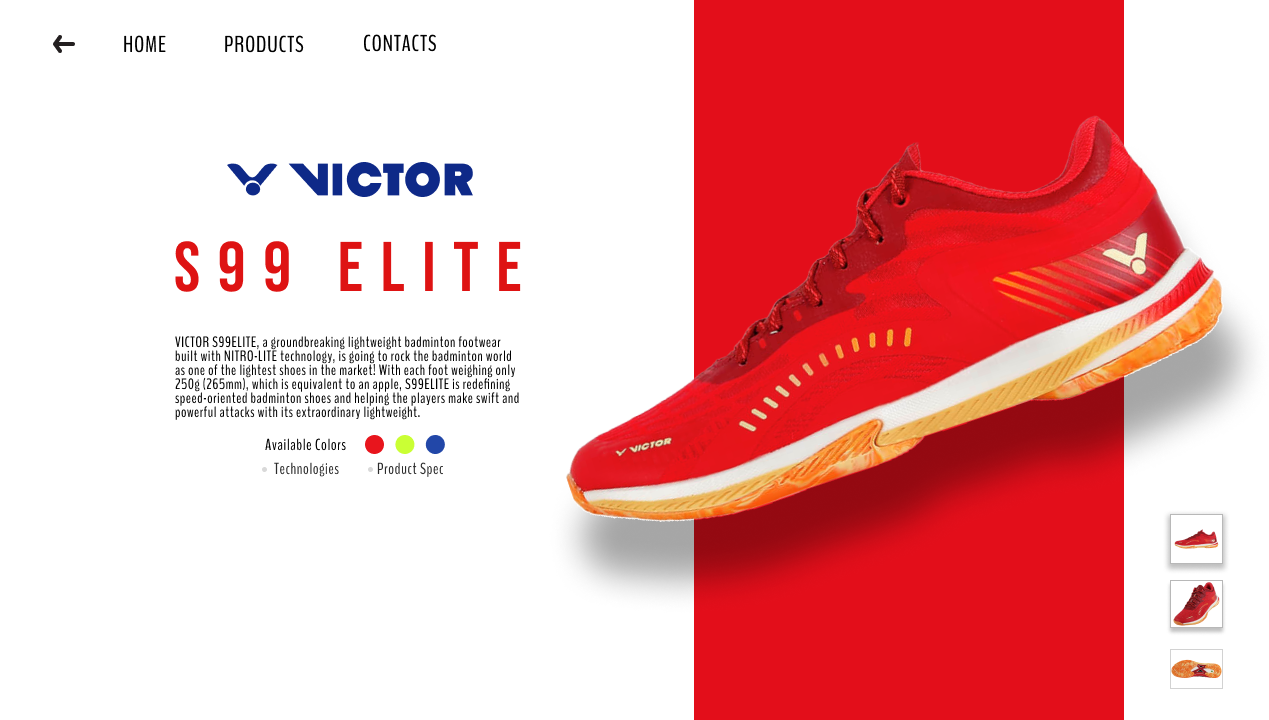 HOME PRODUCTS CONTACTS
VICTOR
S99 ELITE
VICTOR S99ELITE, a groundbreaking lightweight badminton footwear
built with NITRO-LITE technology, is going to rock the badminton world
as one of the lightest shoes in the market! With each foot weighing only
250g (265mm), which is equivalent to an apple, S99ELITE is redefining
speed-oriented badminton shoes and helping the players make swift and
powerful attacks with its extraordinary lightweight.
Available Colors
Technologies Product Spec
VICTOR